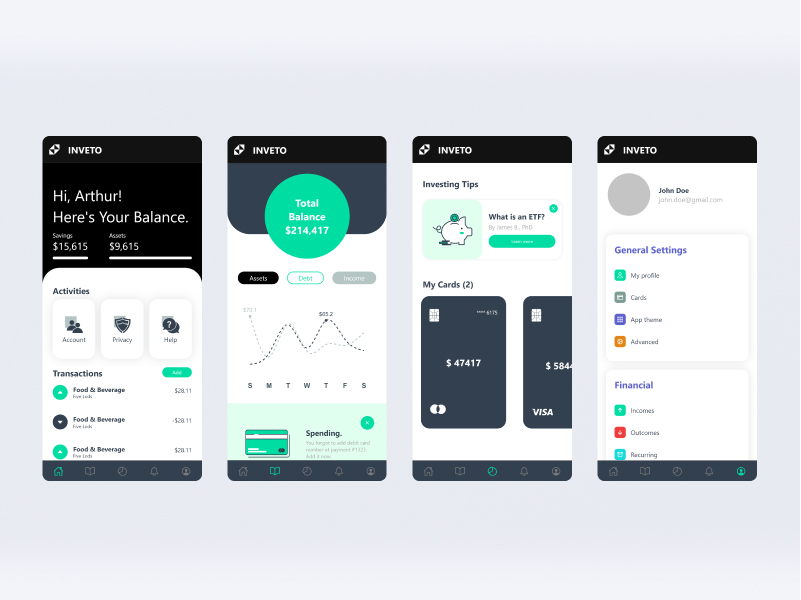 INVETO
Hi, Arthur!
Here's Your Balance.
Savings
$15,615
Assets
$9,615
Activities
Account
Privacy
Help
Transactions
Add
Food & Beverage
Five Leds
$28.11
Food & Beverage
Five Leds
-$28.11
Food & Beverage
Five Leds
$28.11
INVETO
Total
Balance
$214,417
Assets
Debt
Income
$70.1
$65.2
S M T W T F S
Spending.
You forgot to add debit card
number at payment #1325.
Add it now.
INVETO
Investing Tips
What is an ETF?
By James B., PhD
Learn more
My Cards (2)
**** 6175
$ 47417
$ 5844
VISA
INVETO
John Doe
john.doe@gmail.com
General Settings
My profile
Cards
App theme
Advanced
Financial
Incomes
Outcomes
Recurring